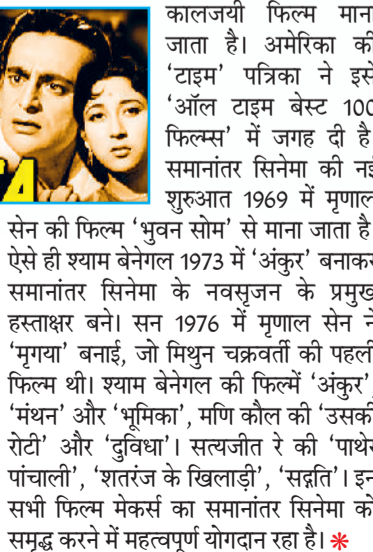 TA
कालजयी फिल्म माना
जाता है। अमेरिका की
‘टाइम’ पत्रिका ने इसे
‘ऑल टाइम बेस्ट 100
फिल्म्स’ में जगह दी है
समानांतर सिनेमा की नई
शुरुआत 1969 में मृणाल
सेन की फिल्म ‘भुवन सोम’ से माना जाता है
ऐसे ही श्याम बेनेगल 1973 में ‘अंकुर’ बनाकर
समानांतर सिनेमा के नवसृजन के प्रमुख
हस्ताक्षर बने। सन 1976 में मृणाल सेन ने
‘मृगया’ बनाई, जो मिथुन चक्रवर्ती की पहली
फिल्म थी। श्याम बेनेगल की फिल्में ‘अंकुर’,
‘मंथन’ और ‘भूमिका’, मणि कौल की ‘उसकी
रोटी’ और ‘दुविधा’। सत्यजीत रे की ‘पाथेर
पांचाली’, ‘शतरंज के खिलाड़ी’, ‘सद्गति’। इन
सभी फिल्म मेकर्स का समानांतर सिनेमा को
समृद्ध करने में महत्वपूर्ण योगदान रहा है।